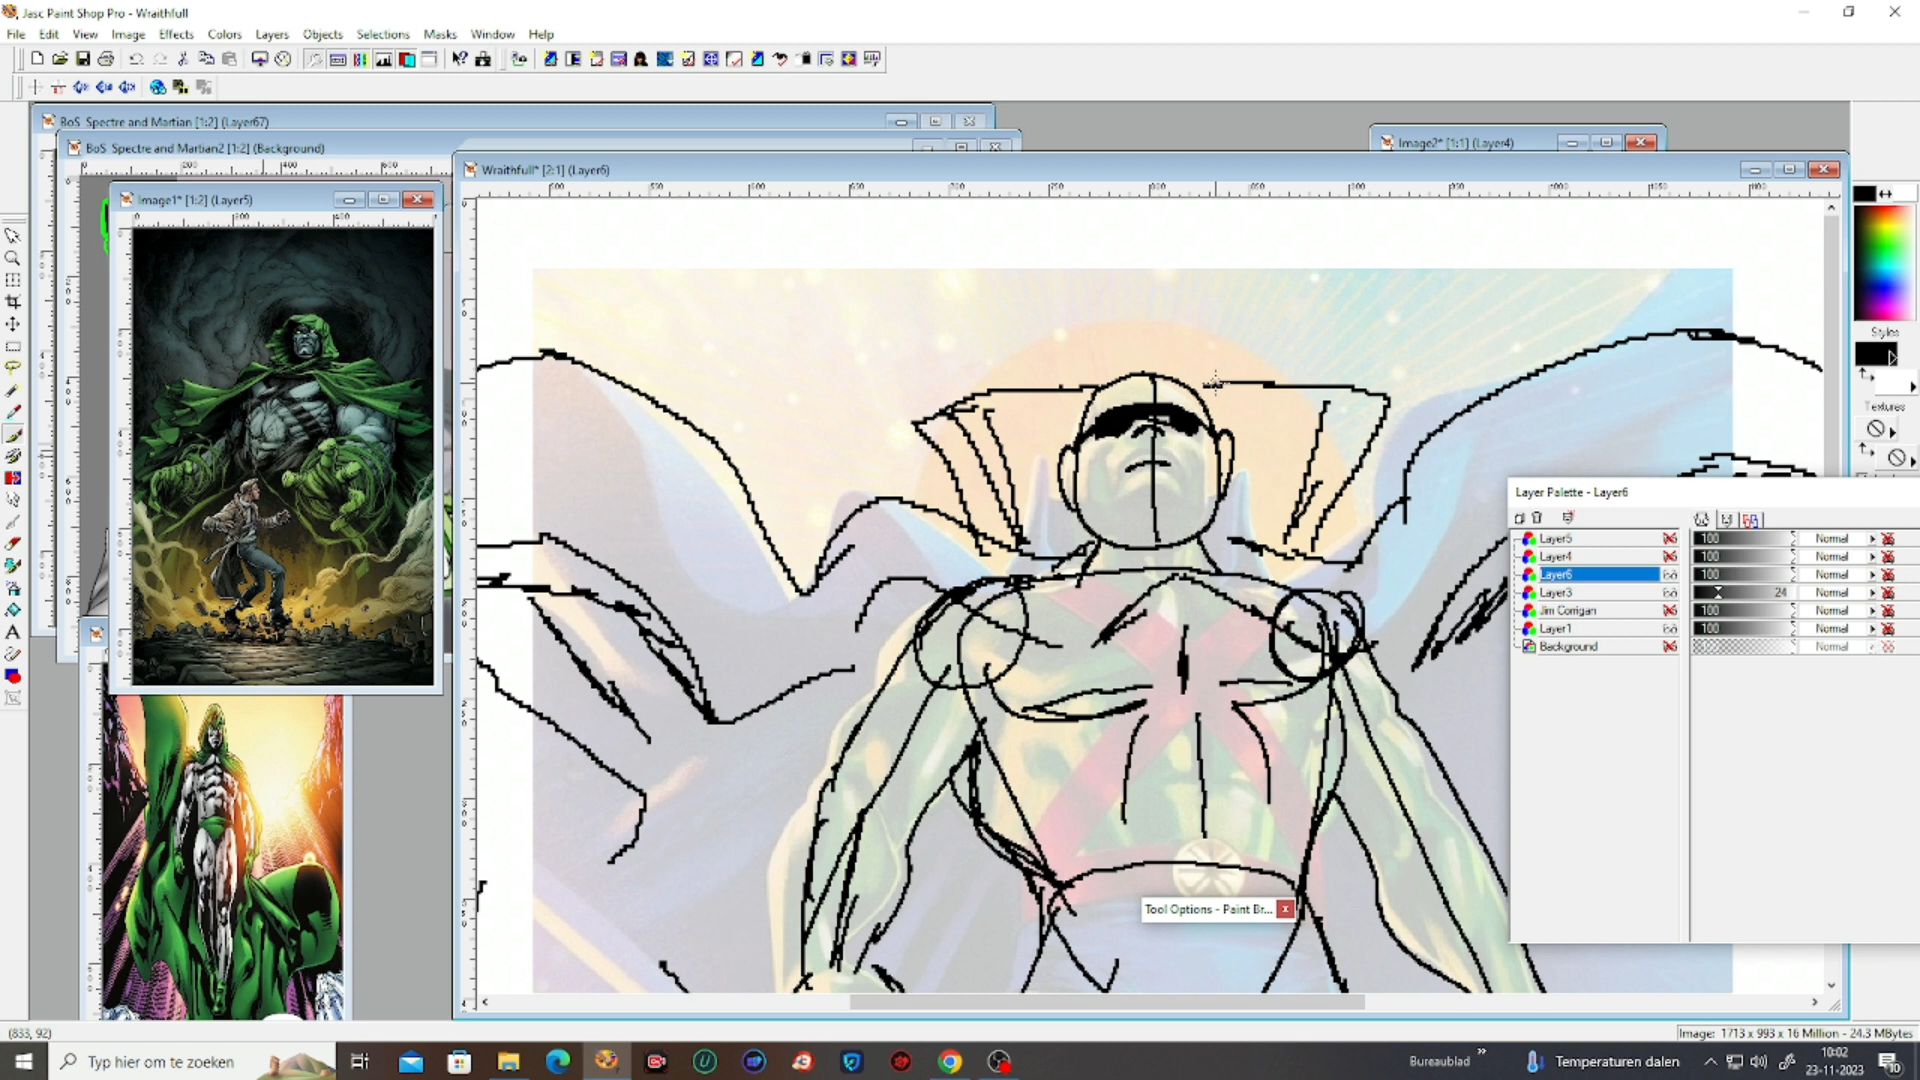 Jasc Paint Shop Pro - Wraithfull
File Edit View Image Effects Colors Layers Objects Selections Masks Window Help
BoS Spectre and Martian [1:2] (Layer67)
BoS Spectre and Martian2 [1:2] (Background)
Image2* [1:1] (Layer4)
Wraithfull* [2:1] (Layer6)
Image1* [1:2] (Layer5)
Styles
Textures
Layer Palette - Layer6
Layer5 100 Normal
Layer4 100 Normal
Layer6 100 Normal
Layer3 24 Normal
Jim Corrigan 100 Normal
Layer1 100 Normal
Background Normal
Tool Options - Paint Br...
(833, 92)
Image: 1713 x 993 x 16 Million - 24.3 MBytes
Typ hier om te zoeken
Bureaublad
Temperaturen dalen
10:02
23-11-2023
10